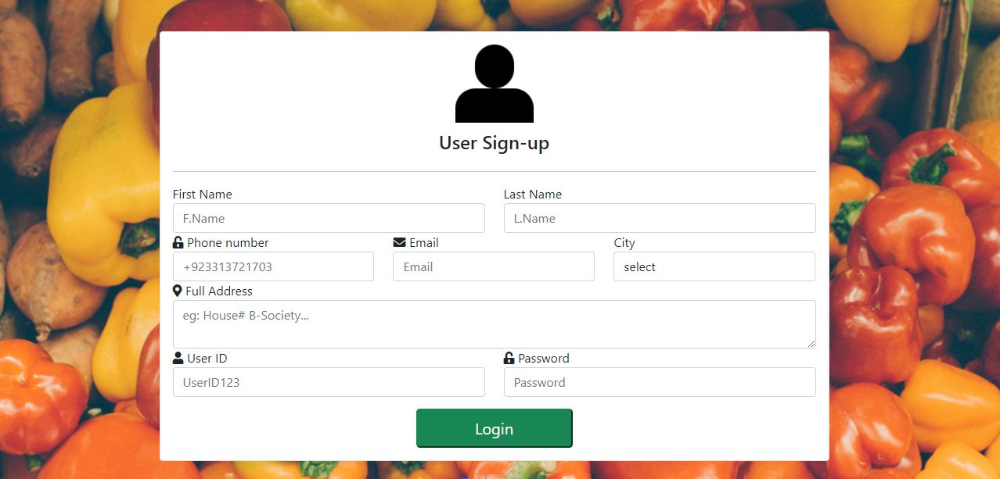 User Sign-up
First Name Last Name
F.Name L.Name
Phone number Email City
+923313721703 Email select
Full Address
eg: House# B-Society...
User ID Password
UserID123 Password
Login